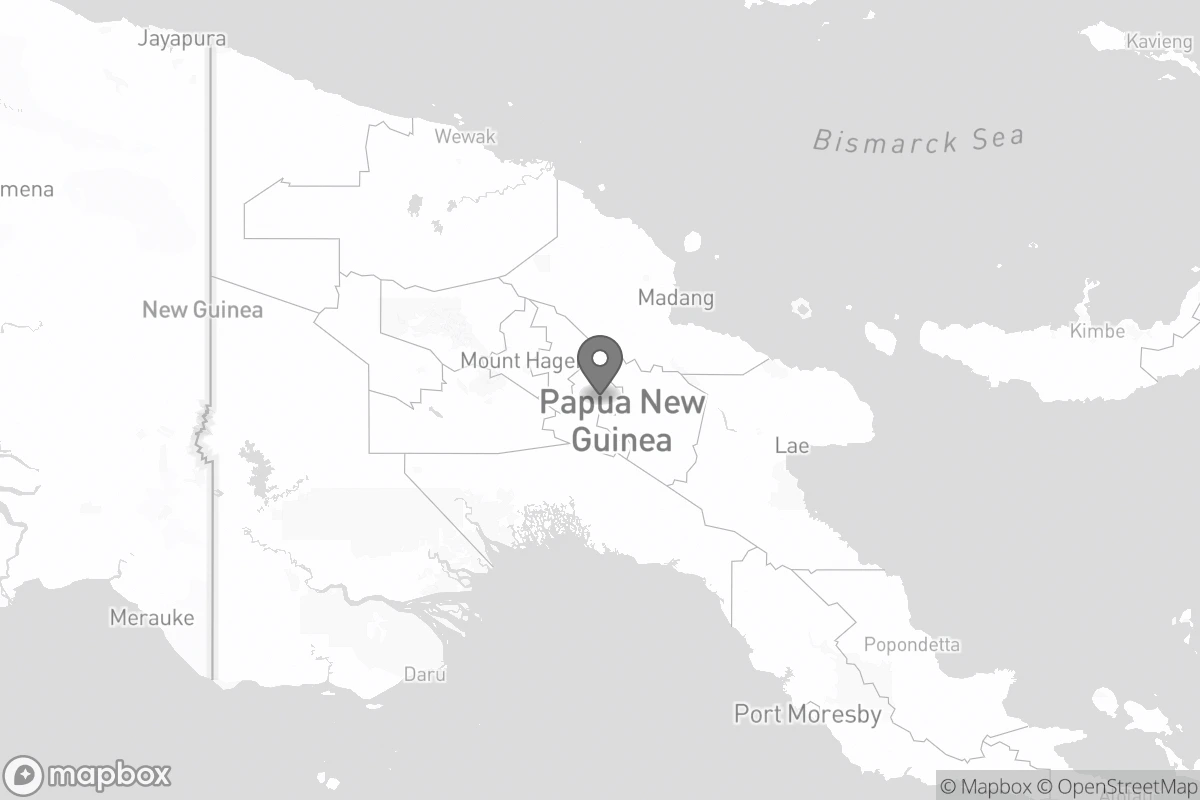 Jayapura
Kavieng
Wewak
Bismarck Sea
mena
New Guinea
Madang
Kimbe
Mount Hagen
Papua New
Guinea
Lae
Merauke
Popondetta
Daru
Port Moresby
mapbox
© Mapbox © OpenStreetMap